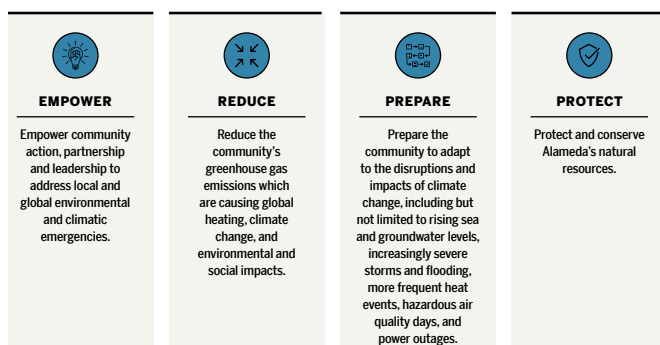 EMPOWER
Empower community
action, partnership
and leadership to
address local and
global environmental
and climatic
emergencies.
REDUCE
Reduce the
community's
greenhouse gas
emissions which
are causing global
heating, climate
change, and
environmental and
social impacts.
PREPARE
Prepare the
community to adapt
to the disruptions and
impacts of climate
change, including but
not limited to rising sea
and groundwater levels,
increasingly severe
storms and flooding,
more frequent heat
events, hazardous air
quality days, and
power outages.
PROTECT
Protect and conserve
Alameda's natural
resources.